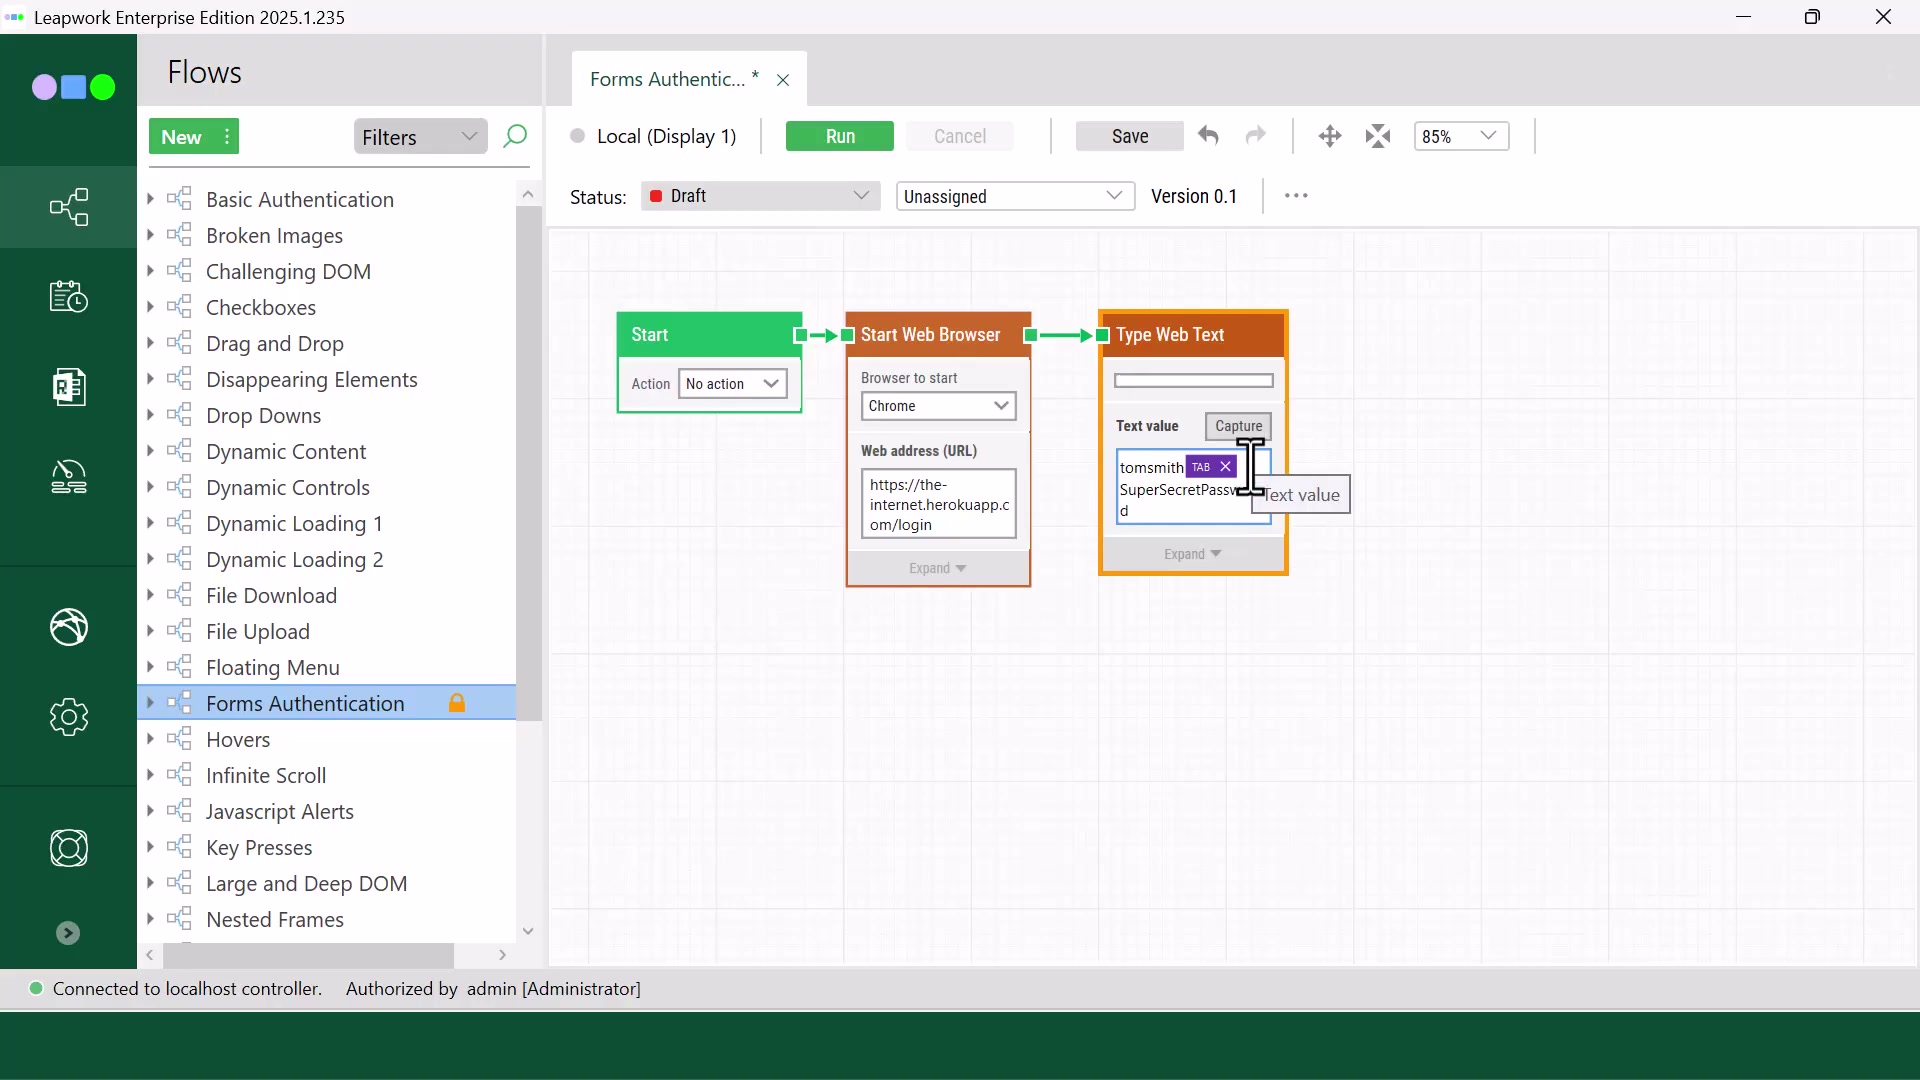 Leapwork Enterprise Edition 2025.1.235
Flows
New
Filters
Basic Authentication
Broken Images
Challenging DOM
Checkboxes
Drag and Drop
Disappearing Elements
Drop Downs
Dynamic Content
Dynamic Controls
Dynamic Loading 1
Dynamic Loading 2
File Download
File Upload
Floating Menu
Forms Authentication
Hovers
Infinite Scroll
Javascript Alerts
Key Presses
Large and Deep DOM
Nested Frames
Forms Authentic... *
Local (Display 1)
Run
Cancel
Save
85%
Status:
Draft
Unassigned
Version 0.1
Start
Action
No action
Start Web Browser
Browser to start
Chrome
Web address (URL)
https://the-
internet.herokuapp.c
om/login
Expand
Type Web Text
Text value
Capture
tomsmith TAB
SuperSecretPassw
d
Text value
Expand
Connected to localhost controller. Authorized by admin [Administrator]